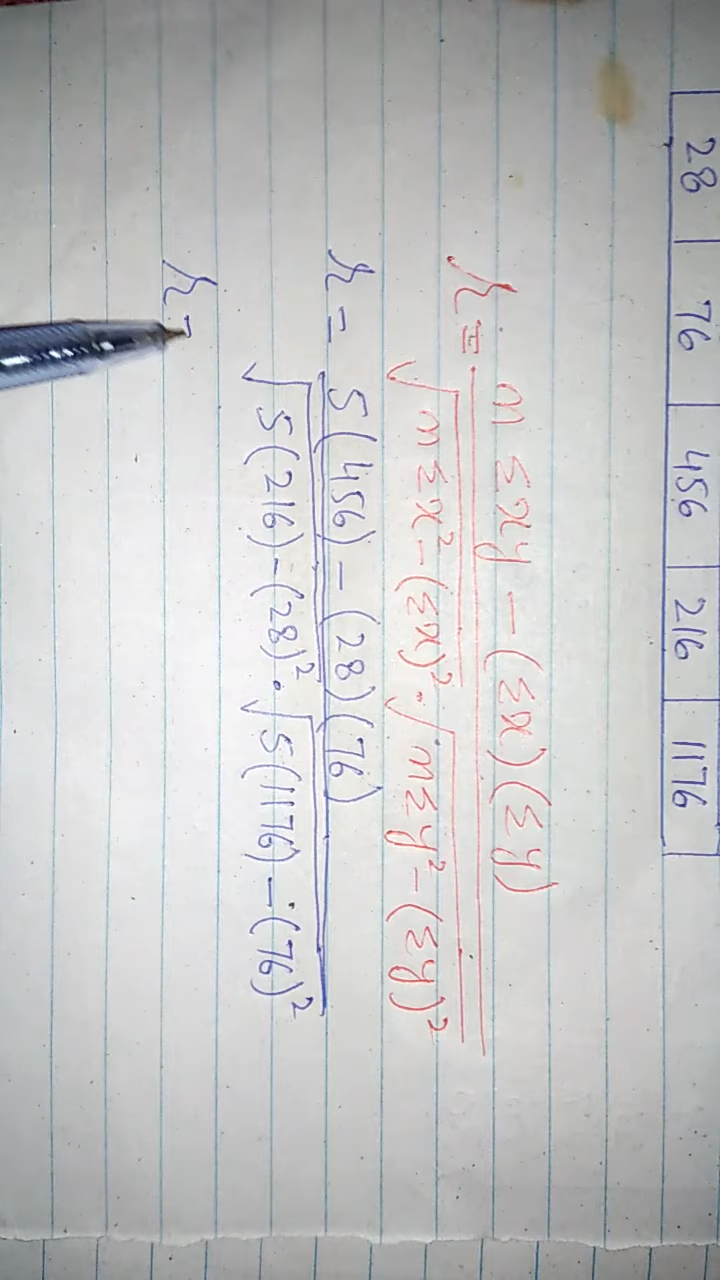 28 76 456 216 1176
r = n Σxy - (Σx) (Σy)
√nΣx² - (Σx)² . √nΣy² - (Σy)²
r = 5(456) - (28) (76)
√5(216) - (28)² . √5(1176) - (76)²
r =